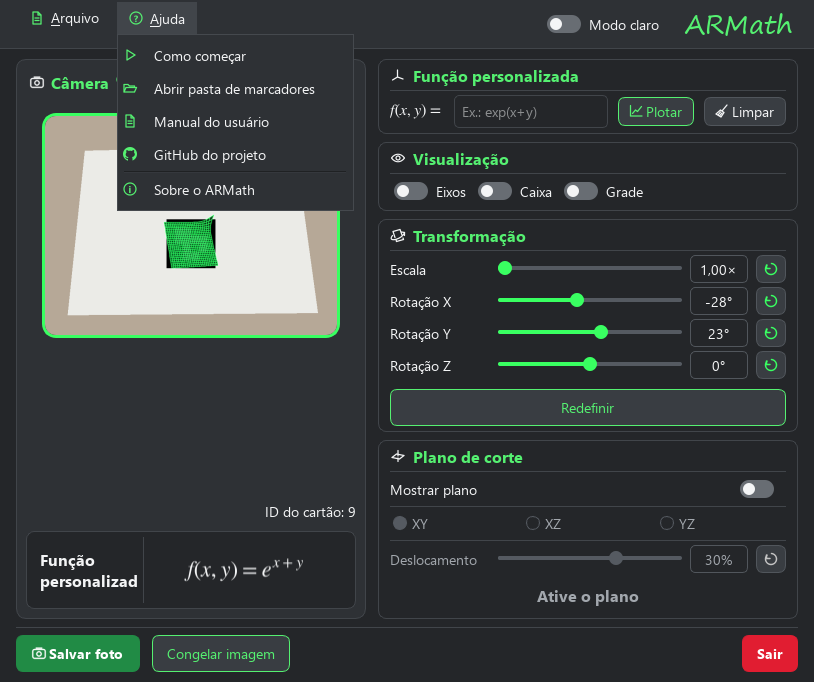 Arquivo
Ajuda
Modo claro
ARMath
Como começar
Abrir pasta de marcadores
Manual do usuário
GitHub do projeto
Sobre o ARMath
Câmera
ID do cartão: 9
Função
personalizad
f(x, y) = e^{x+y}
Função personalizada
f(x, y) =
Ex.: exp(x+y)
Plotar
Limpar
Visualização
Eixos
Caixa
Grade
Transformação
Escala
1,00×
Rotação X
-28°
Rotação Y
23°
Rotação Z
0°
Redefinir
Plano de corte
Mostrar plano
XY
XZ
YZ
Deslocamento
30%
Ative o plano
Salvar foto
Congelar imagem
Sair